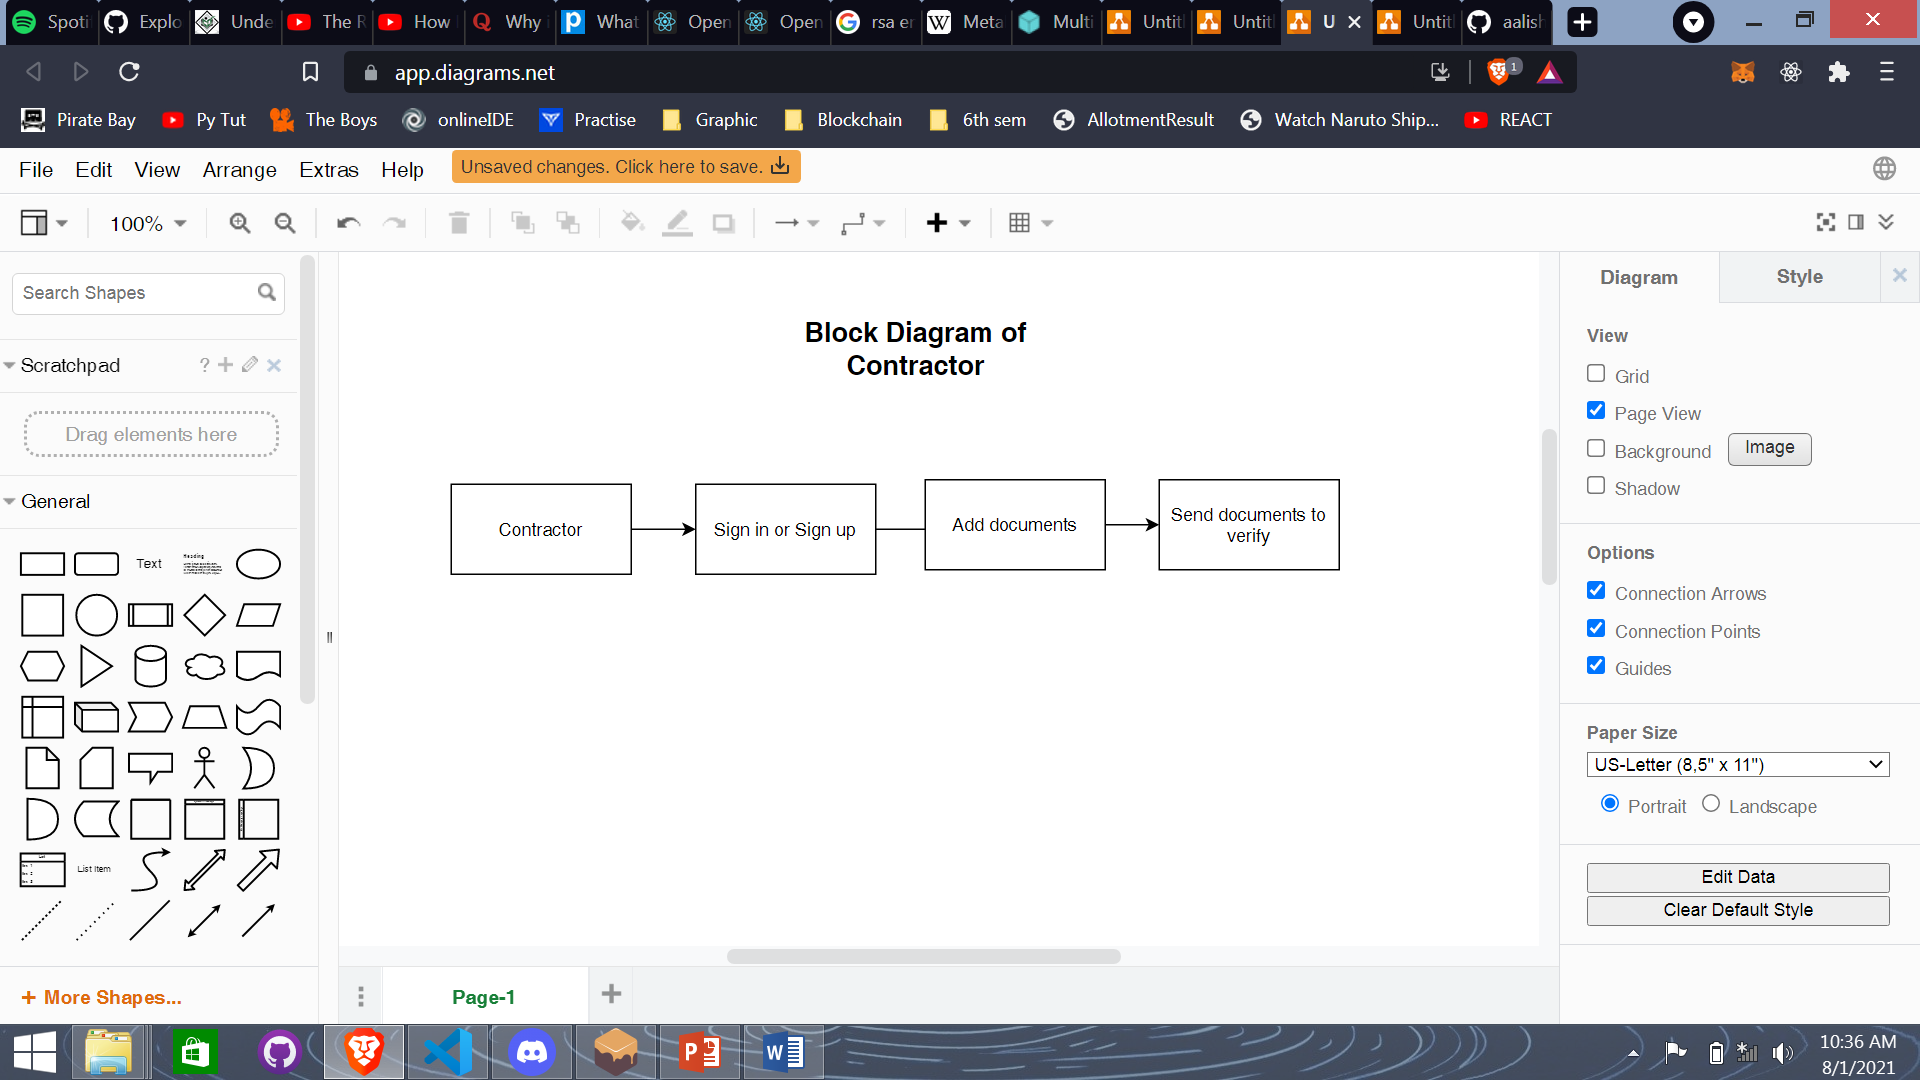 Spoti Explo Unde The R How Why i What Open Open rsa er Meta Multi Untitl Untitl U Untit aalish
app.diagrams.net 1
Pirate Bay Py Tut The Boys onlineIDE Practise Graphic Blockchain 6th sem AllotmentResult Watch Naruto Ship... REACT
File Edit View Arrange Extras Help Unsaved changes. Click here to save.
100%
Search Shapes
Scratchpad ?
Drag elements here
General
Text Heading
List Item
+ More Shapes...
Block Diagram of
Contractor
Contractor
Sign in or Sign up
Add documents
Send documents to
verify
Page-1
Diagram Style
View
Grid
Page View
Background Image
Shadow
Options
Connection Arrows
Connection Points
Guides
Paper Size
US-Letter (8,5" x 11")
Portrait Landscape
Edit Data
Clear Default Style
10:36 AM
8/1/2021